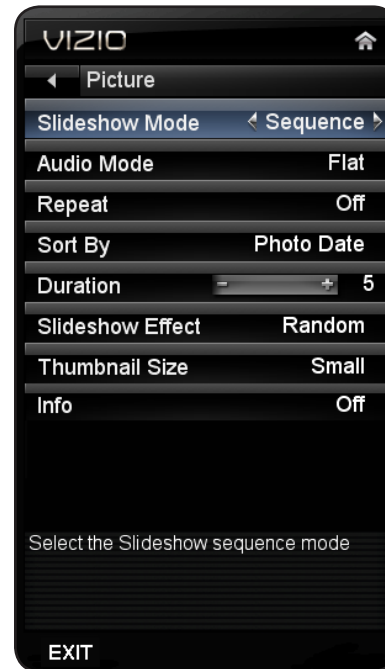 VIZIO
Picture
Slideshow Mode Sequence
Audio Mode Flat
Repeat Off
Sort By Photo Date
Duration - + 5
Slideshow Effect Random
Thumbnail Size Small
Info Off
Select the Slideshow sequence mode
EXIT